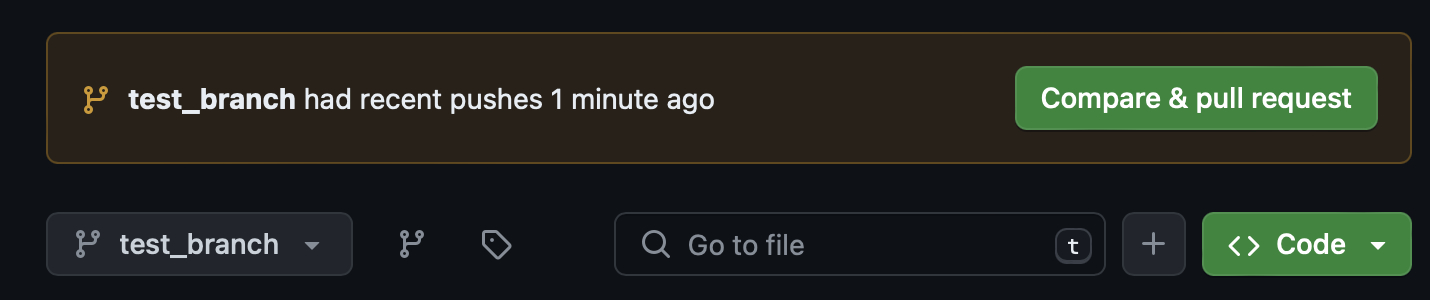 test_branch had recent pushes 1 minute ago
Compare & pull request
test_branch
Go to file
t
Code